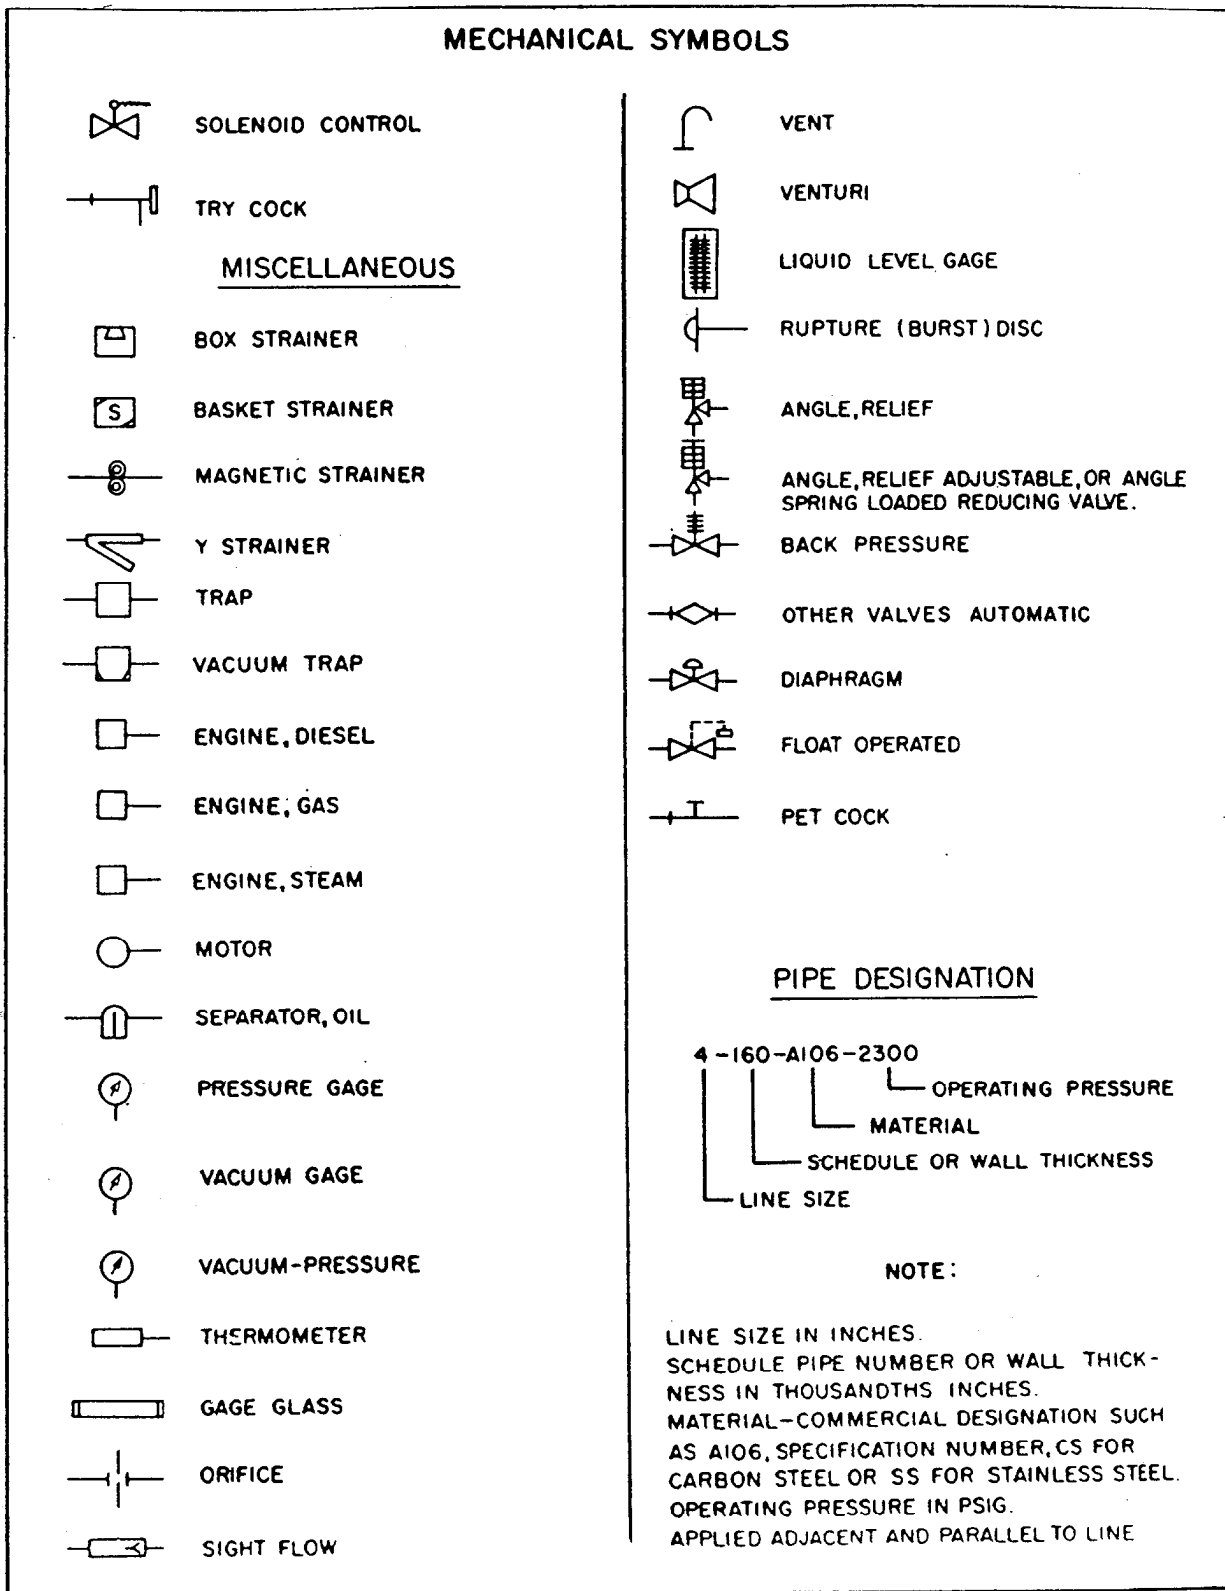 MECHANICAL SYMBOLS
SOLENOID CONTROL
TRY COCK
MISCELLANEOUS
BOX STRAINER
S
BASKET STRAINER
MAGNETIC STRAINER
Y STRAINER
TRAP
VACUUM TRAP
ENGINE, DIESEL
ENGINE, GAS
ENGINE, STEAM
MOTOR
SEPARATOR, OIL
PRESSURE GAGE
VACUUM GAGE
VACUUM-PRESSURE
THERMOMETER
GAGE GLASS
ORIFICE
SIGHT FLOW
VENT
VENTURI
LIQUID LEVEL GAGE
RUPTURE (BURST) DISC
ANGLE, RELIEF
ANGLE, RELIEF ADJUSTABLE, OR ANGLE
SPRING LOADED REDUCING VALVE.
BACK PRESSURE
OTHER VALVES AUTOMATIC
DIAPHRAGM
FLOAT OPERATED
PET COCK
PIPE DESIGNATION
4-160-A106-2300
OPERATING PRESSURE
MATERIAL
SCHEDULE OR WALL THICKNESS
LINE SIZE
NOTE:
LINE SIZE IN INCHES.
SCHEDULE PIPE NUMBER OR WALL THICK-
NESS IN THOUSANDTHS INCHES.
MATERIAL-COMMERCIAL DESIGNATION SUCH
AS A106, SPECIFICATION NUMBER, CS FOR
CARBON STEEL OR SS FOR STAINLESS STEEL.
OPERATING PRESSURE IN PSIG.
APPLIED ADJACENT AND PARALLEL TO LINE